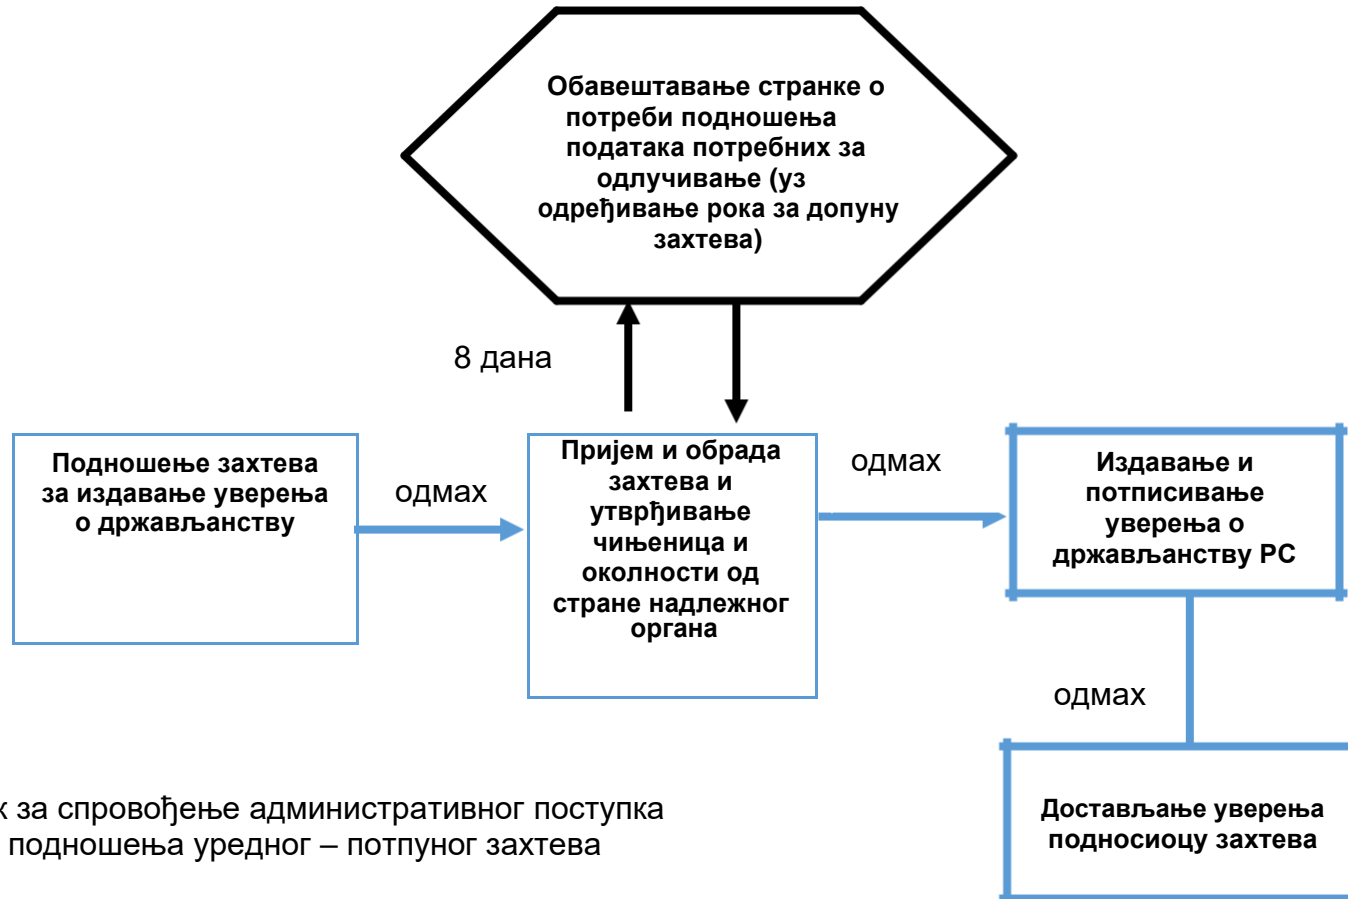 Обавештавање странке о
потреби подношења
података потребних за
одлучивање (уз
одређивање рока за допуну
захтева)
8 дана
Подношење захтева
за издавање уверења
о држављанству
одмах
Пријем и обрада
захтева и
утврђивање
чињеница и
околности од
стране надлежног
органа
одмах
Издавање и
потписивање
уверења о
држављанству РС
одмах
Достављање уверења
подносиоцу захтева
за спровођење административног поступка
подношења уредног – потпуног захтева